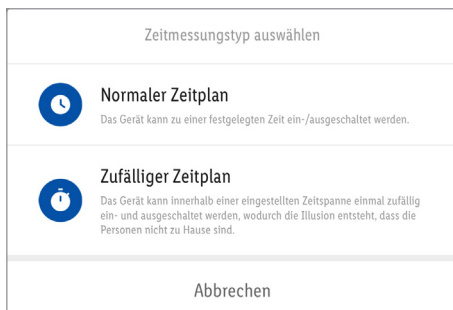 Zeitmessungstyp auswählen
Normaler Zeitplan
Das Gerät kann zu einer festgelegten Zeit ein-/ausgeschaltet werden.
Zufälliger Zeitplan
Das Gerät kann innerhalb einer eingestellten Zeitspanne einmal zufällig
ein- und ausgeschaltet werden, wodurch die Illusion entsteht, dass die
Personen nicht zu Hause sind.
Abbrechen